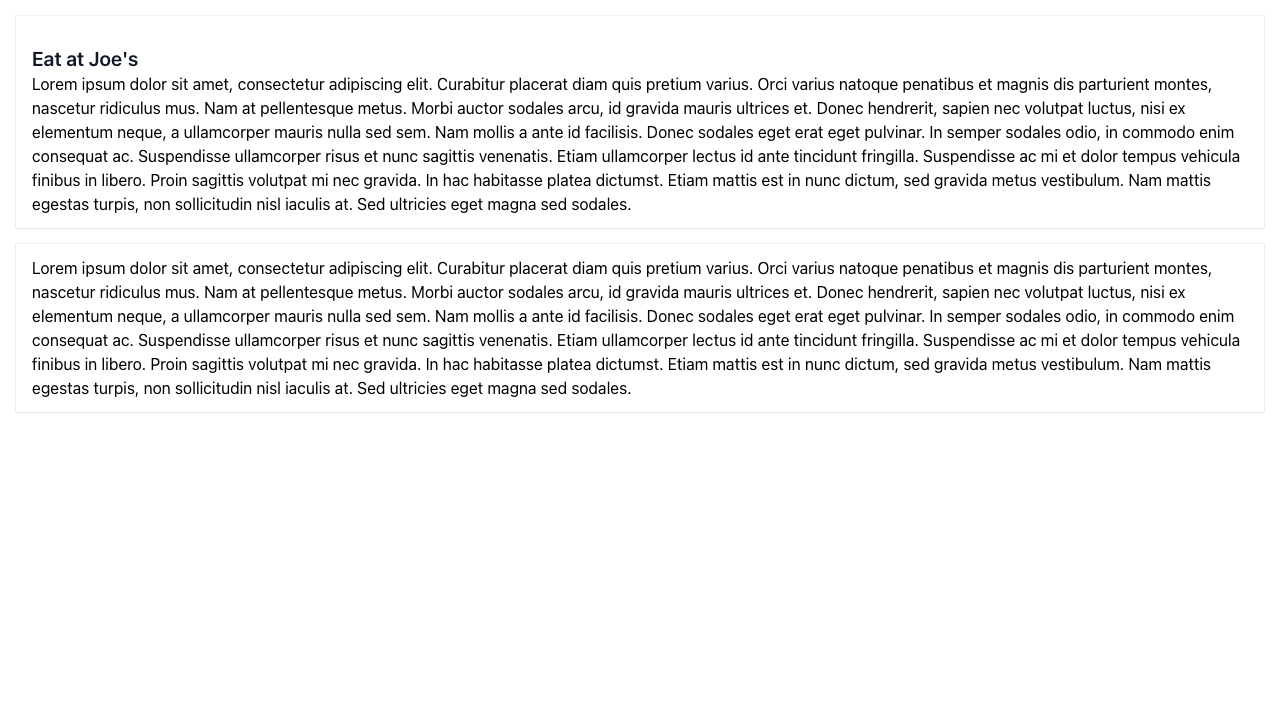 Eat at Joe's
Lorem ipsum dolor sit amet, consectetur adipiscing elit. Curabitur placerat diam quis pretium varius. Orci varius natoque penatibus et magnis dis parturient montes,
nascetur ridiculus mus. Nam at pellentesque metus. Morbi auctor sodales arcu, id gravida mauris ultrices et. Donec hendrerit, sapien nec volutpat luctus, nisi ex
elementum neque, a ullamcorper mauris nulla sed sem. Nam mollis a ante id facilisis. Donec sodales eget erat eget pulvinar. In semper sodales odio, in commodo enim
consequat ac. Suspendisse ullamcorper risus et nunc sagittis venenatis. Etiam ullamcorper lectus id ante tincidunt fringilla. Suspendisse ac mi et dolor tempus vehicula
finibus in libero. Proin sagittis volutpat mi nec gravida. In hac habitasse platea dictumst. Etiam mattis est in nunc dictum, sed gravida metus vestibulum. Nam mattis
egestas turpis, non sollicitudin nisl iaculis at. Sed ultricies eget magna sed sodales.
Lorem ipsum dolor sit amet, consectetur adipiscing elit. Curabitur placerat diam quis pretium varius. Orci varius natoque penatibus et magnis dis parturient montes,
nascetur ridiculus mus. Nam at pellentesque metus. Morbi auctor sodales arcu, id gravida mauris ultrices et. Donec hendrerit, sapien nec volutpat luctus, nisi ex
elementum neque, a ullamcorper mauris nulla sed sem. Nam mollis a ante id facilisis. Donec sodales eget erat eget pulvinar. In semper sodales odio, in commodo enim
consequat ac. Suspendisse ullamcorper risus et nunc sagittis venenatis. Etiam ullamcorper lectus id ante tincidunt fringilla. Suspendisse ac mi et dolor tempus vehicula
finibus in libero. Proin sagittis volutpat mi nec gravida. In hac habitasse platea dictumst. Etiam mattis est in nunc dictum, sed gravida metus vestibulum. Nam mattis
egestas turpis, non sollicitudin nisl iaculis at. Sed ultricies eget magna sed sodales.